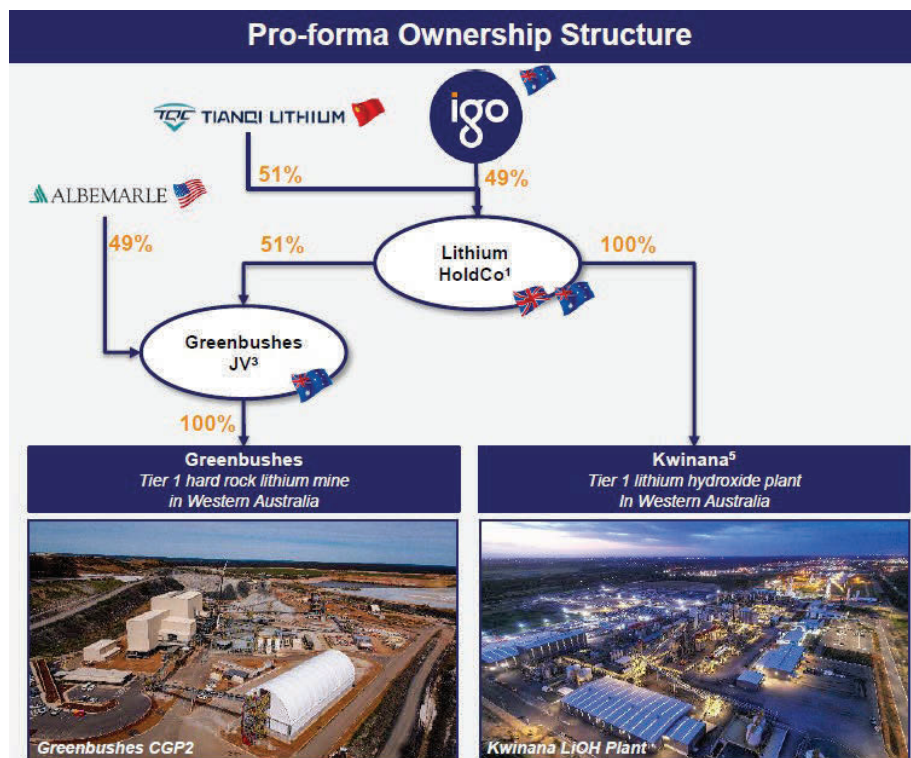 Pro-forma Ownership Structure
TQC TIANQI LITHIUM
igo
51%
49%
ALBEMARLE
49%
51%
Lithium
HoldCo¹
100%
Greenbushes
JV³
100%
Greenbushes
Tier 1 hard rock lithium mine
in Western Australia
Kwinana⁵
Tier 1 lithium hydroxide plant
In Western Australia
Greenbushes CGP2
Kwinana LiOH Plant